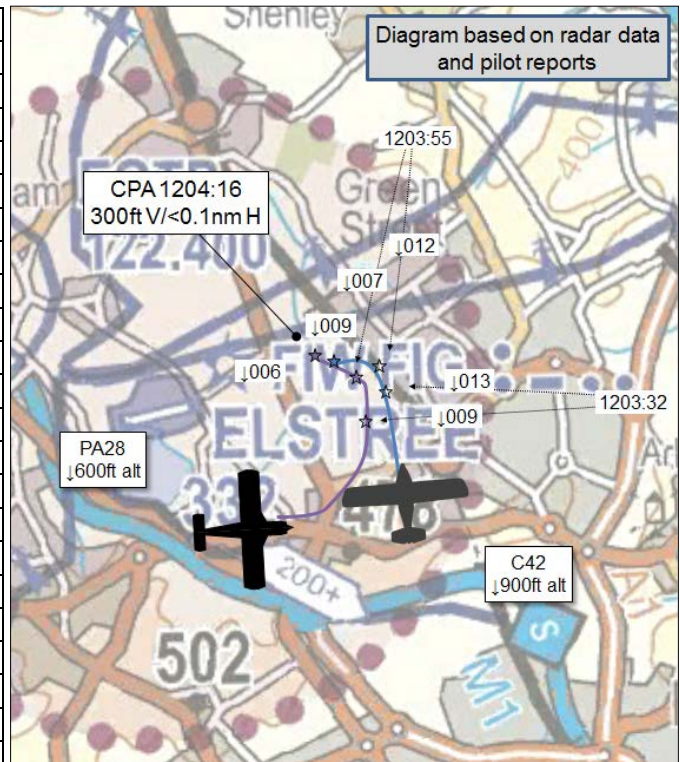 Shenley
Diagram based on radar data
and pilot reports
1203:55
CPA 1204:16
300ft V/<0.1nm H
Green
400
122.400
↓012
↓007
↓009
↓006
↓013
1203:32
↓009
ELSTREE
PA28
↓600ft alt
332
478
200+
C42
↓900ft alt
A1
502
S
M1